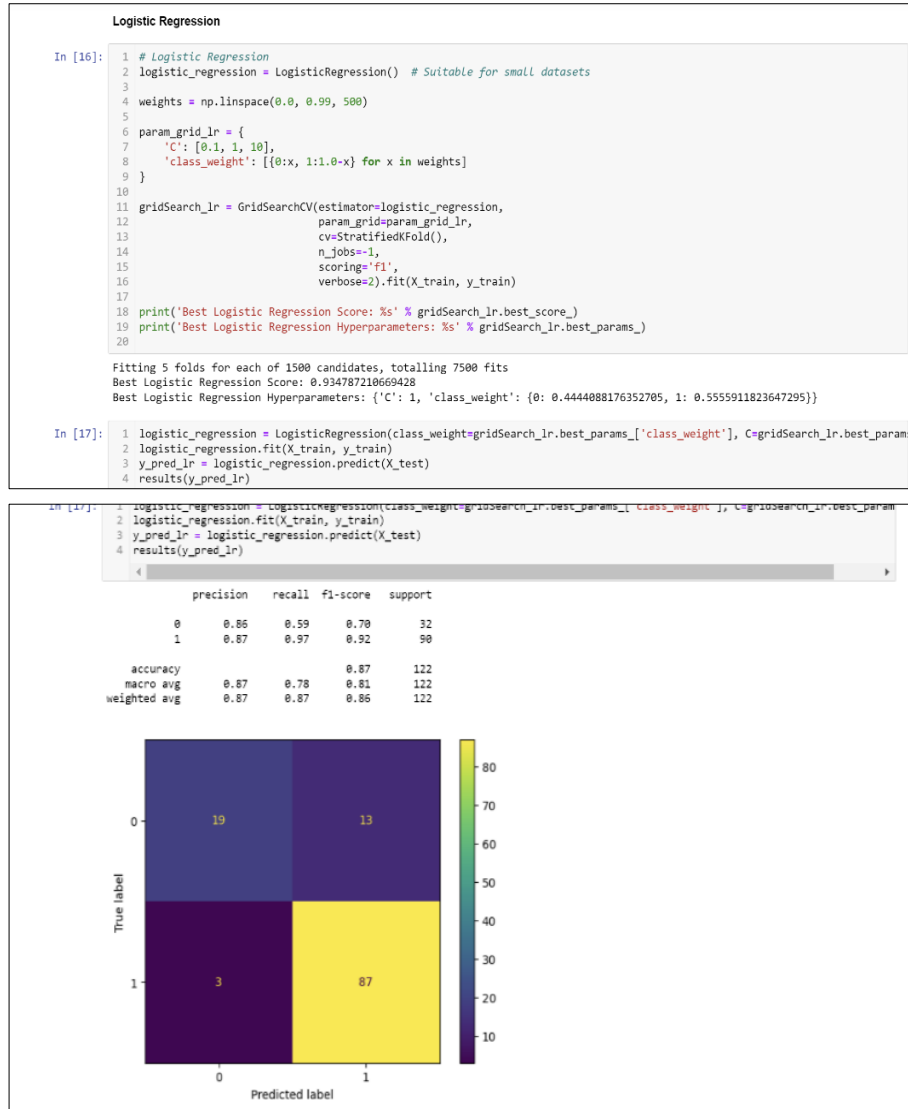 Logistic Regression
In [16]:
1 # Logistic Regression
2 logistic_regression = LogisticRegression()  # Suitable for small datasets
3
4 weights = np.linspace(0.0, 0.99, 500)
5
6 param_grid_lr = {
7     'C': [0.1, 1, 10],
8     'class_weight': [{0:x, 1:1.0-x} for x in weights]
9 }
10
11 gridSearch_lr = GridSearchCV(estimator=logistic_regression,
12                              param_grid=param_grid_lr,
13                              cv=StratifiedKFold(),
14                              n_jobs=-1,
15                              scoring='f1',
16                              verbose=2).fit(X_train, y_train)
17
18 print('Best Logistic Regression Score: %s' % gridSearch_lr.best_score_)
19 print('Best Logistic Regression Hyperparameters: %s' % gridSearch_lr.best_params_)
20
Fitting 5 folds for each of 1500 candidates, totalling 7500 fits
Best Logistic Regression Score: 0.934787210669428
Best Logistic Regression Hyperparameters: {'C': 1, 'class_weight': {0: 0.4444088176352705, 1: 0.5555911823647295}}
In [17]:
1 logistic_regression = LogisticRegression(class_weight=gridSearch_lr.best_params_['class_weight'], C=gridSearch_lr.best_params
2 logistic_regression.fit(X_train, y_train)
3 y_pred_lr = logistic_regression.predict(X_test)
4 results(y_pred_lr)
In [17]:
1 logistic_regression = LogisticRegression(class_weight=gridSearch_lr.best_params_['class_weight'], C=gridSearch_lr.best_param
2 logistic_regression.fit(X_train, y_train)
3 y_pred_lr = logistic_regression.predict(X_test)
4 results(y_pred_lr)
precision recall f1-score support
0 0.86 0.59 0.70 32
1 0.87 0.97 0.92 90
accuracy 0.87 122
macro avg 0.87 0.78 0.81 122
weighted avg 0.87 0.87 0.86 122
80
70
60
50
40
30
20
10
True label
0
19 13
1
3 87
0 1
Predicted label